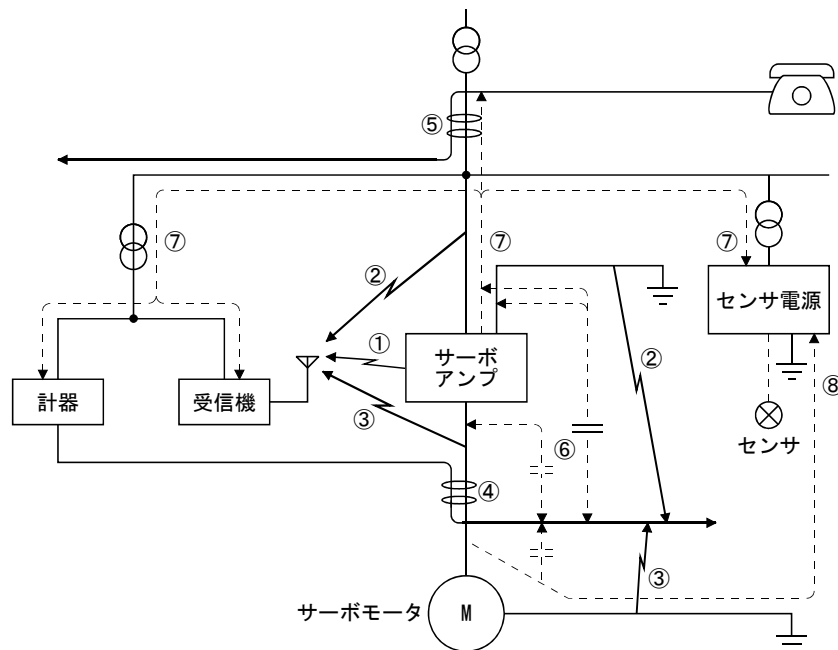 ⑤
⑦
⑦
⑦
②
センサ電源
①
サーボ
アンプ
②
⑧
計器
受信機
③
⑥
センサ
④
③
サーボモータ
M